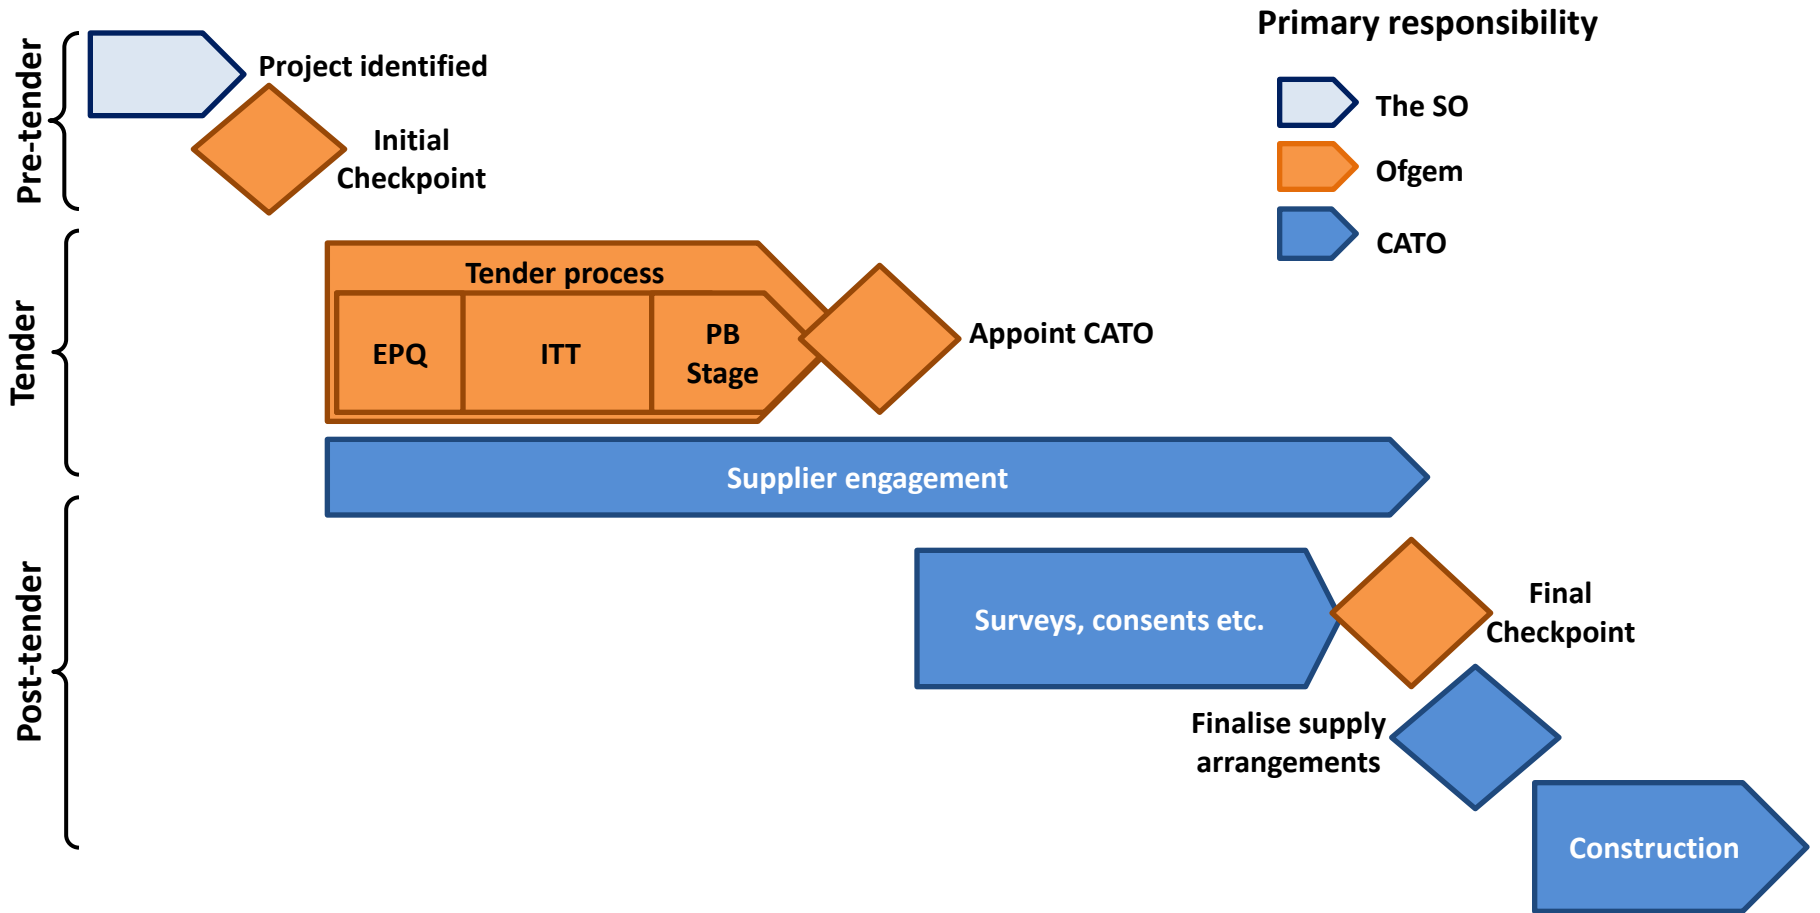 Primary responsibility
The SO
Ofgem
CATO
Pre-tender
Project identified
Initial
Checkpoint
Tender
Tender process
EPQ
ITT
PB
Stage
Appoint CATO
Supplier engagement
Post-tender
Surveys, consents etc.
Final
Checkpoint
Finalise supply
arrangements
Construction